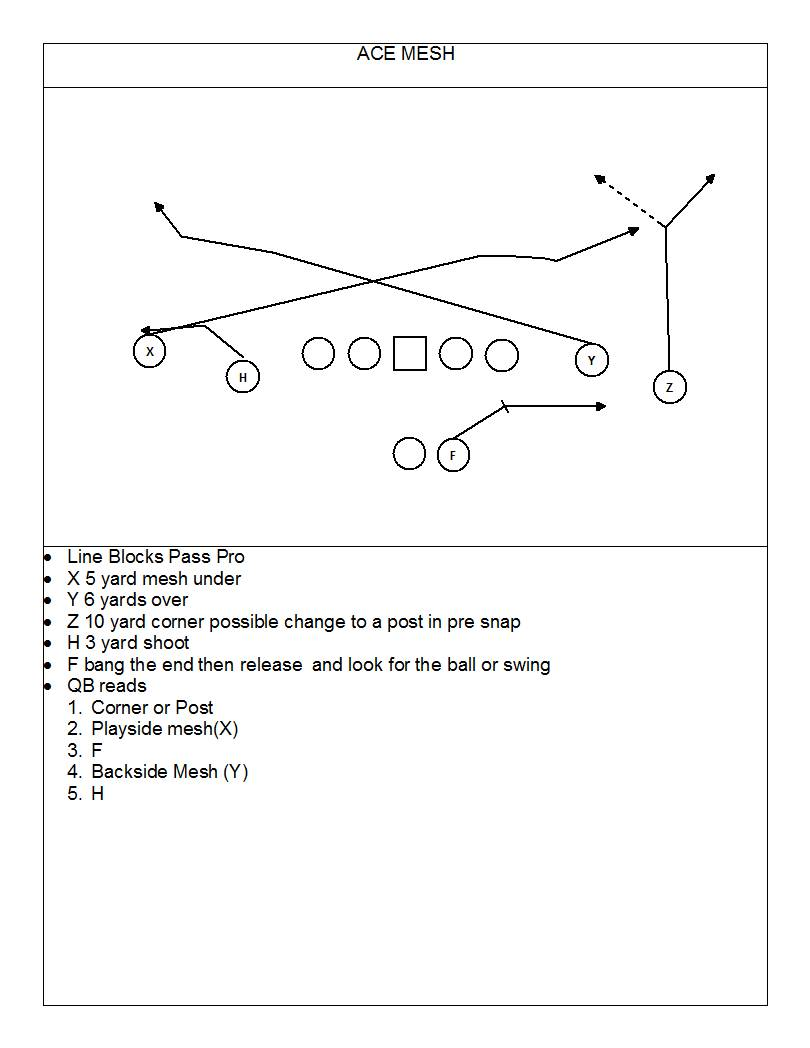 ACE MESH
X
H
Y
Z
F
• Line Blocks Pass Pro
• X 5 yard mesh under
• Y 6 yards over
• Z 10 yard corner possible change to a post in pre snap
• H 3 yard shoot
• F bang the end then release and look for the ball or swing
• QB reads
1. Corner or Post
2. Playside mesh(X)
3. F
4. Backside Mesh (Y)
5. H